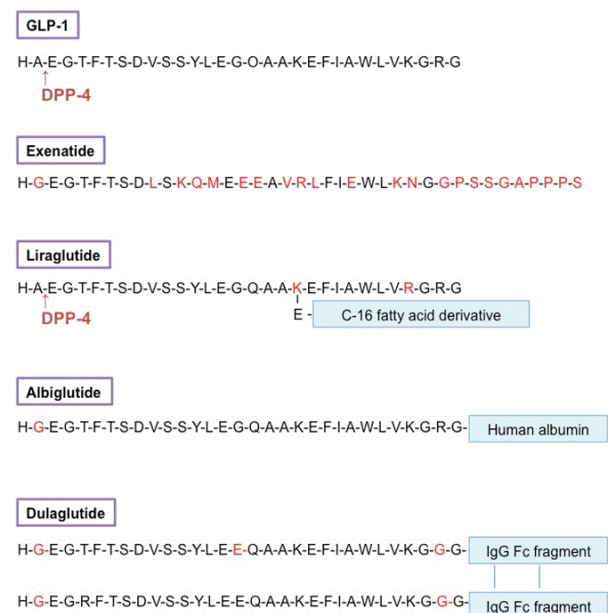 GLP-1
H-A-E-G-T-F-T-S-D-V-S-S-Y-L-E-G-O-A-A-K-E-F-I-A-W-L-V-K-G-R-G
DPP-4
Exenatide
H-G-E-G-T-F-T-S-D-L-S-K-Q-M-E-E-E-A-V-R-L-F-I-E-W-L-K-N-G-G-P-S-S-G-A-P-P-P-S
Liraglutide
H-A-E-G-T-F-T-S-D-V-S-S-Y-L-E-G-Q-A-A-K-E-F-I-A-W-L-V-R-G-R-G
DPP-4
E - C-16 fatty acid derivative
Albiglutide
H-G-E-G-T-F-T-S-D-V-S-S-Y-L-E-G-Q-A-A-K-E-F-I-A-W-L-V-K-G-R-G- Human albumin
Dulaglutide
H-G-E-G-T-F-T-S-D-V-S-S-Y-L-E-E-Q-A-A-K-E-F-I-A-W-L-V-K-G-G-G- IgG Fc fragment
H-G-E-G-R-F-T-S-D-V-S-S-Y-L-E-E-Q-A-A-K-E-F-I-A-W-L-V-K-G-G-G- IgG Fc fragment